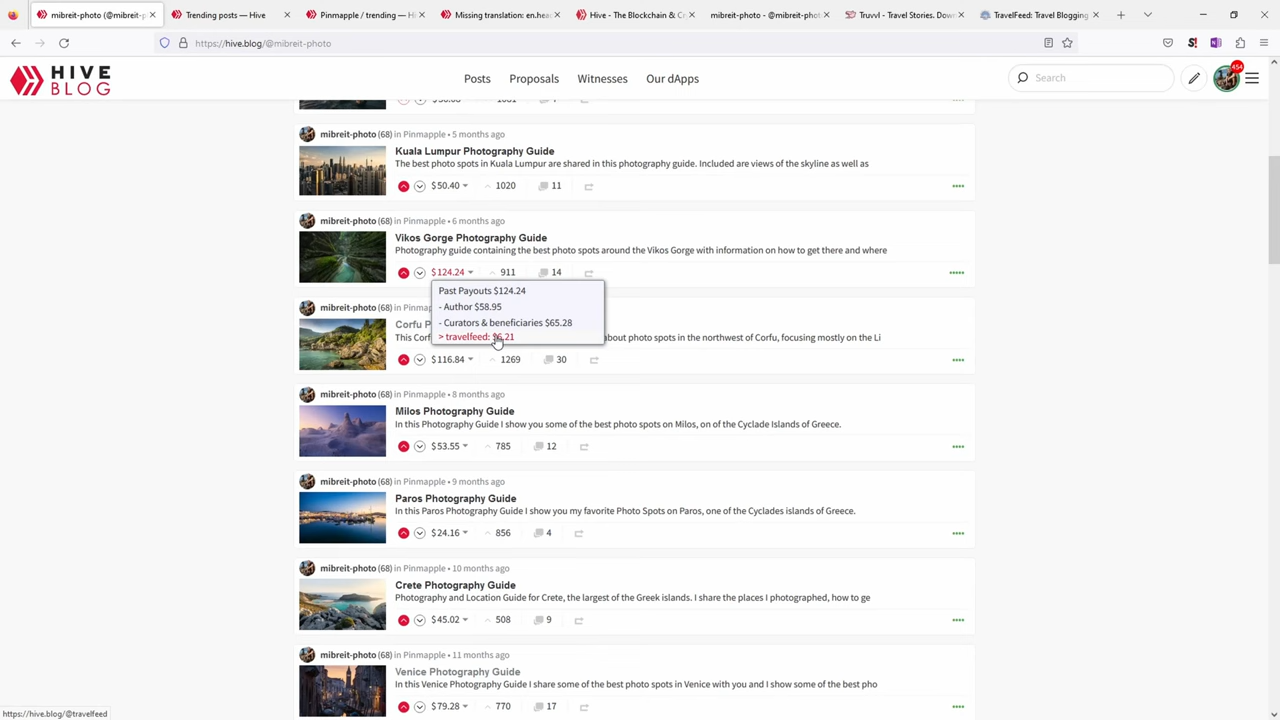 mibreit-photo (@mibreit-ph
Trending posts — Hive
Pinmapple / trending — Hi
Missing translation: en.hea
Hive - The Blockchain & Cr
mibreit-photo - @mibreit-ph
Truvvl - Travel Stories. Dow
TravelFeed: Travel Blogging
https://hive.blog/@mibreit-photo
HIVE
BLOG
Posts
Proposals
Witnesses
Our dApps
Search
454
mibreit-photo (68) in Pinmapple • 5 months ago
Kuala Lumpur Photography Guide
The best photo spots in Kuala Lumpur are shared in this photography guide. Included are views of the skyline as well as
$50.40 1020 11
mibreit-photo (68) in Pinmapple • 6 months ago
Vikos Gorge Photography Guide
Photography guide containing the best photo spots around the Vikos Gorge with information on how to get there and where
$124.24 911 14
Past Payouts $124.24
- Author $58.95
- Curators & beneficiaries $65.28
> travelfeed: $6.21
mibreit-photo (68) in Pinm
Corfu P
This Corf about photo spots in the northwest of Corfu, focusing mostly on the Li
$116.84 1269 30
mibreit-photo (68) in Pinmapple • 8 months ago
Milos Photography Guide
In this Photography Guide I show you some of the best photo spots on Milos, on of the Cyclade Islands of Greece.
$53.55 785 12
mibreit-photo (68) in Pinmapple • 9 months ago
Paros Photography Guide
In this Paros Photography Guide I show you my favorite Photo Spots on Paros, one of the Cyclades islands of Greece.
$24.16 856 4
mibreit-photo (68) in Pinmapple • 10 months ago
Crete Photography Guide
Photography and Location Guide for Crete, the largest of the Greek islands. I share the places I photographed, how to ge
$45.02 508 9
mibreit-photo (68) in Pinmapple • 11 months ago
Venice Photography Guide
In this Venice Photography Guide I share some of the best photo spots in Venice with you and I show some of the best pho
$79.28 770 17
https://hive.blog/@travelfeed